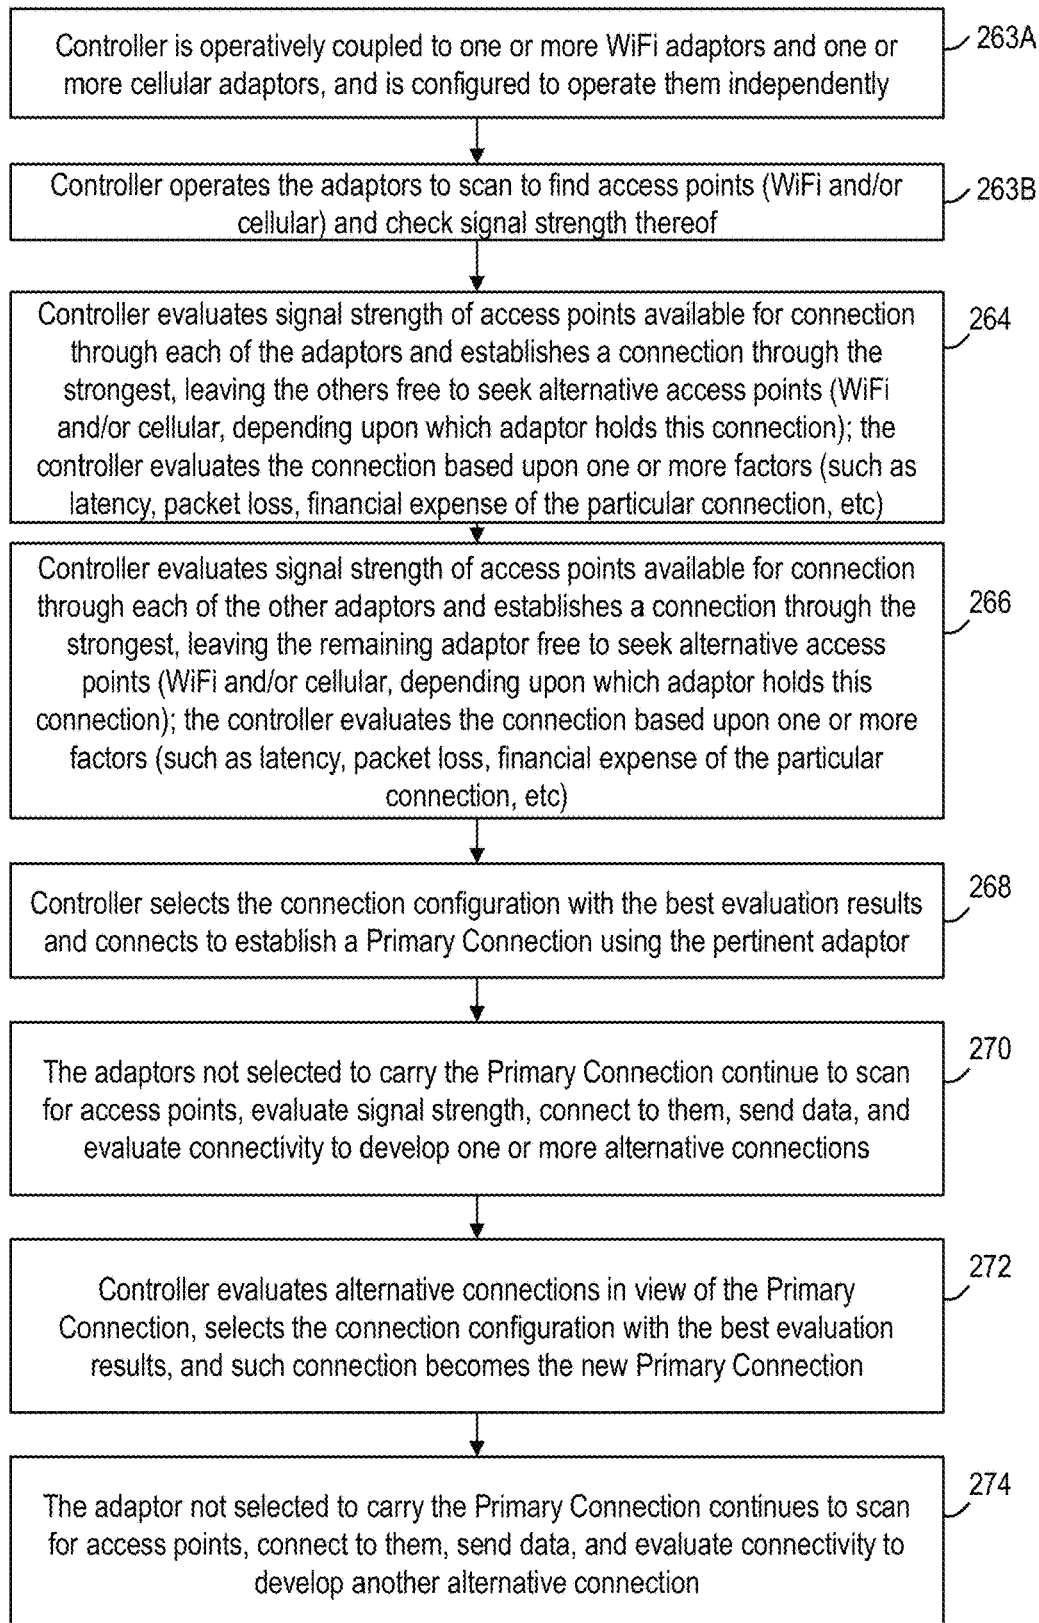 Controller is operatively coupled to one or more WiFi adaptors and one or
more cellular adaptors, and is configured to operate them independently
263A
Controller operates the adaptors to scan to find access points (WiFi and/or
cellular) and check signal strength thereof
263B
Controller evaluates signal strength of access points available for connection
through each of the adaptors and establishes a connection through the
strongest, leaving the others free to seek alternative access points (WiFi
and/or cellular, depending upon which adaptor holds this connection); the
controller evaluates the connection based upon one or more factors (such as
latency, packet loss, financial expense of the particular connection, etc)
264
Controller evaluates signal strength of access points available for connection
through each of the other adaptors and establishes a connection through the
strongest, leaving the remaining adaptor free to seek alternative access
points (WiFi and/or cellular, depending upon which adaptor holds this
connection); the controller evaluates the connection based upon one or more
factors (such as latency, packet loss, financial expense of the particular
connection, etc)
266
Controller selects the connection configuration with the best evaluation results
and connects to establish a Primary Connection using the pertinent adaptor
268
The adaptors not selected to carry the Primary Connection continue to scan
for access points, evaluate signal strength, connect to them, send data, and
evaluate connectivity to develop one or more alternative connections
270
Controller evaluates alternative connections in view of the Primary
Connection, selects the connection configuration with the best evaluation
results, and such connection becomes the new Primary Connection
272
The adaptor not selected to carry the Primary Connection continues to scan
for access points, connect to them, send data, and evaluate connectivity to
develop another alternative connection
274